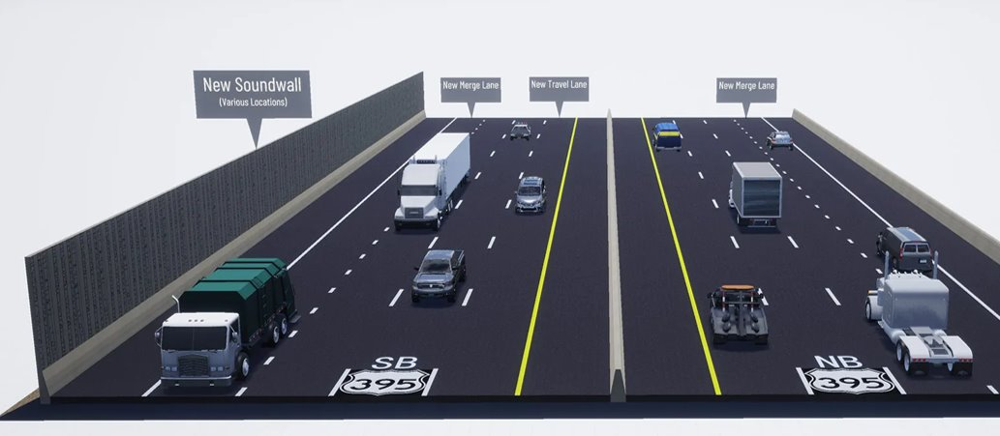 New Soundwall
(Various Locations)
New Merge Lane
New Travel Lane
New Merge Lane
SB
395
NB
395